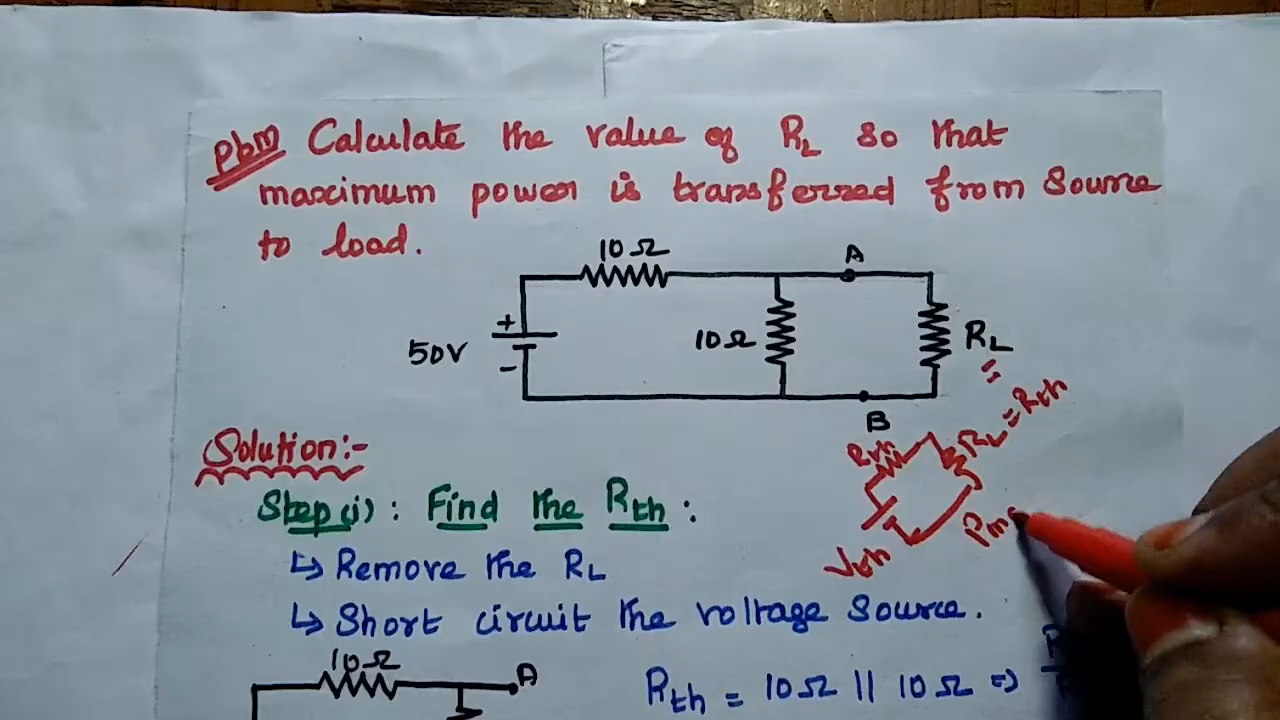 Pbm Calculate the value of RL so that
maximum power is transferred from Source
to load.
10Ω
A
50V
+
-
10Ω
RL
=
B
Rth
RL = Rth
Vth
Solution:-
Step (i) : Find the Rth :
↳ Remove the RL
↳ Short circuit the voltage Source.
10Ω
A
Rth = 10Ω || 10Ω ⇒